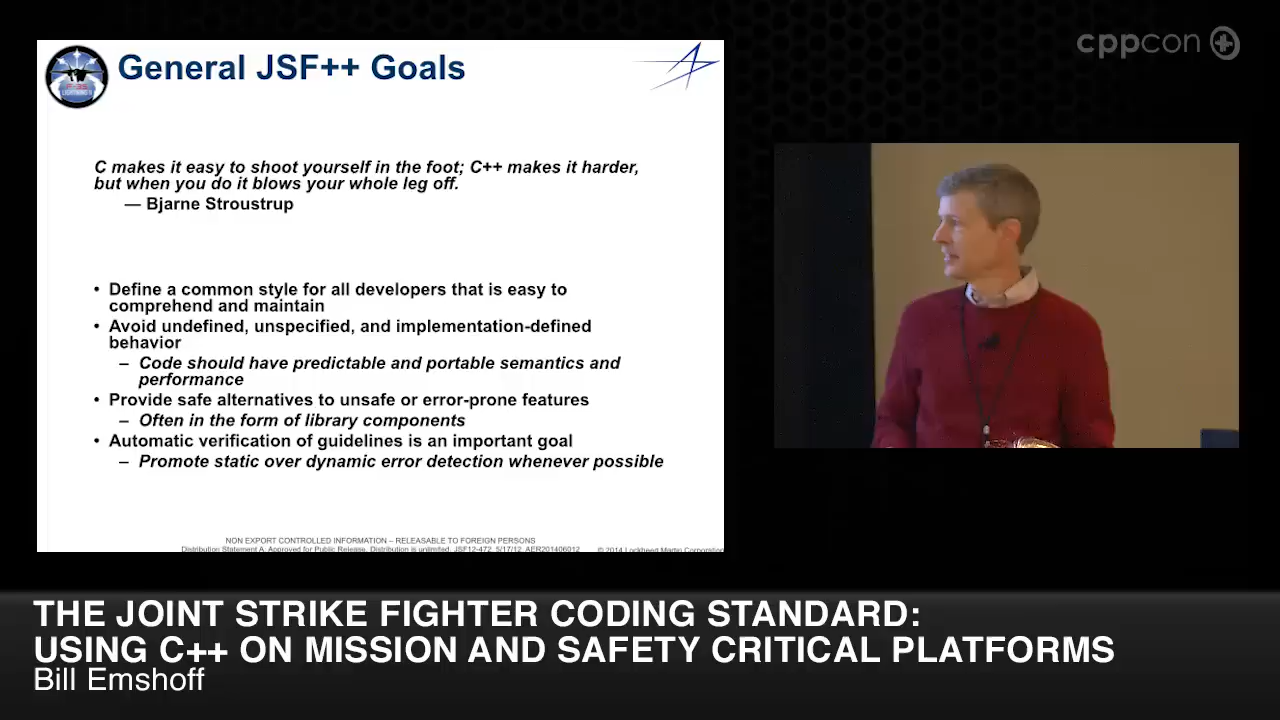 cppcon
General JSF++ Goals
F-35
LIGHTNING II
C makes it easy to shoot yourself in the foot; C++ makes it harder,
but when you do it blows your whole leg off.
— Bjarne Stroustrup
• Define a common style for all developers that is easy to
comprehend and maintain
• Avoid undefined, unspecified, and implementation-defined
behavior
– Code should have predictable and portable semantics and
performance
• Provide safe alternatives to unsafe or error-prone features
– Often in the form of library components
• Automatic verification of guidelines is an important goal
– Promote static over dynamic error detection whenever possible
NON EXPORT CONTROLLED INFORMATION – RELEASABLE TO FOREIGN PERSONS
Distribution Statement A: Approved for Public Release, Distribution is unlimited. JSF12-472, 5/17/12, AER201406012 © 2014 Lockheed Martin Corporation
THE JOINT STRIKE FIGHTER CODING STANDARD:
USING C++ ON MISSION AND SAFETY CRITICAL PLATFORMS
Bill Emshoff